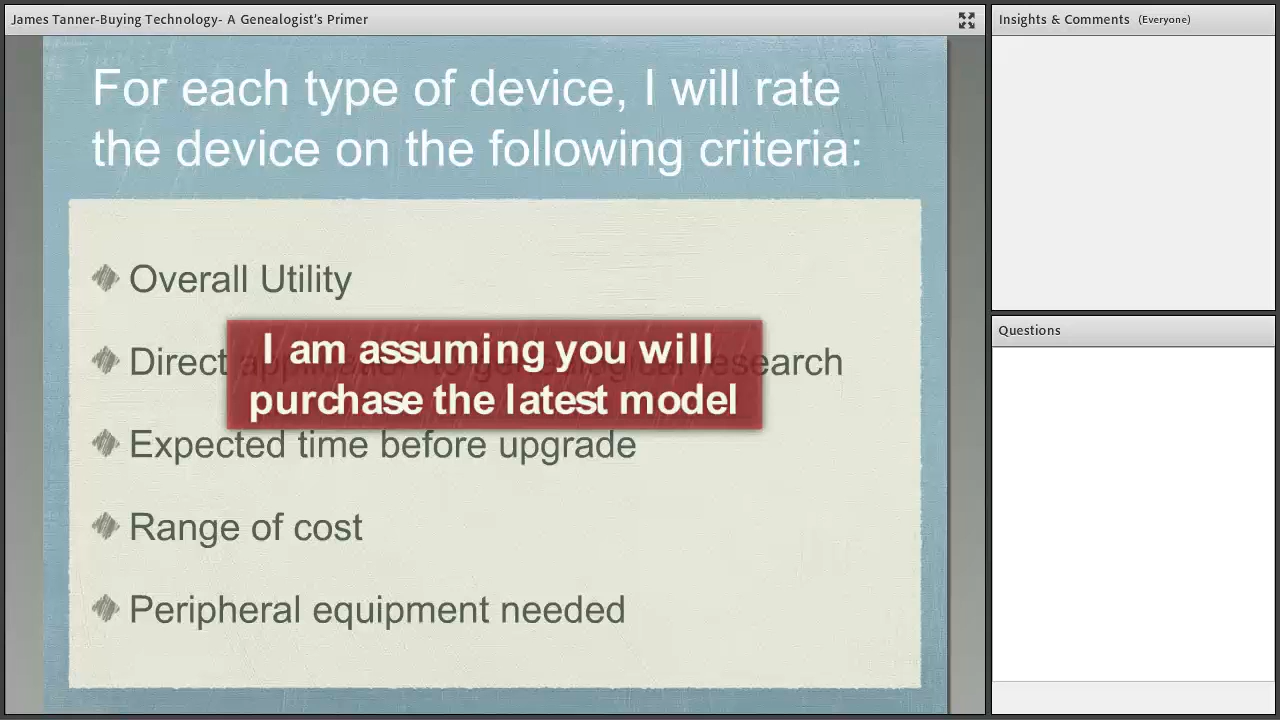 James Tanner-Buying Technology- A Genealogist's Primer
For each type of device, I will rate
the device on the following criteria:
Overall Utility
Direct application to genealogical research
I am assuming you will
purchase the latest model
Expected time before upgrade
Range of cost
Peripheral equipment needed
Insights & Comments (Everyone)
Questions